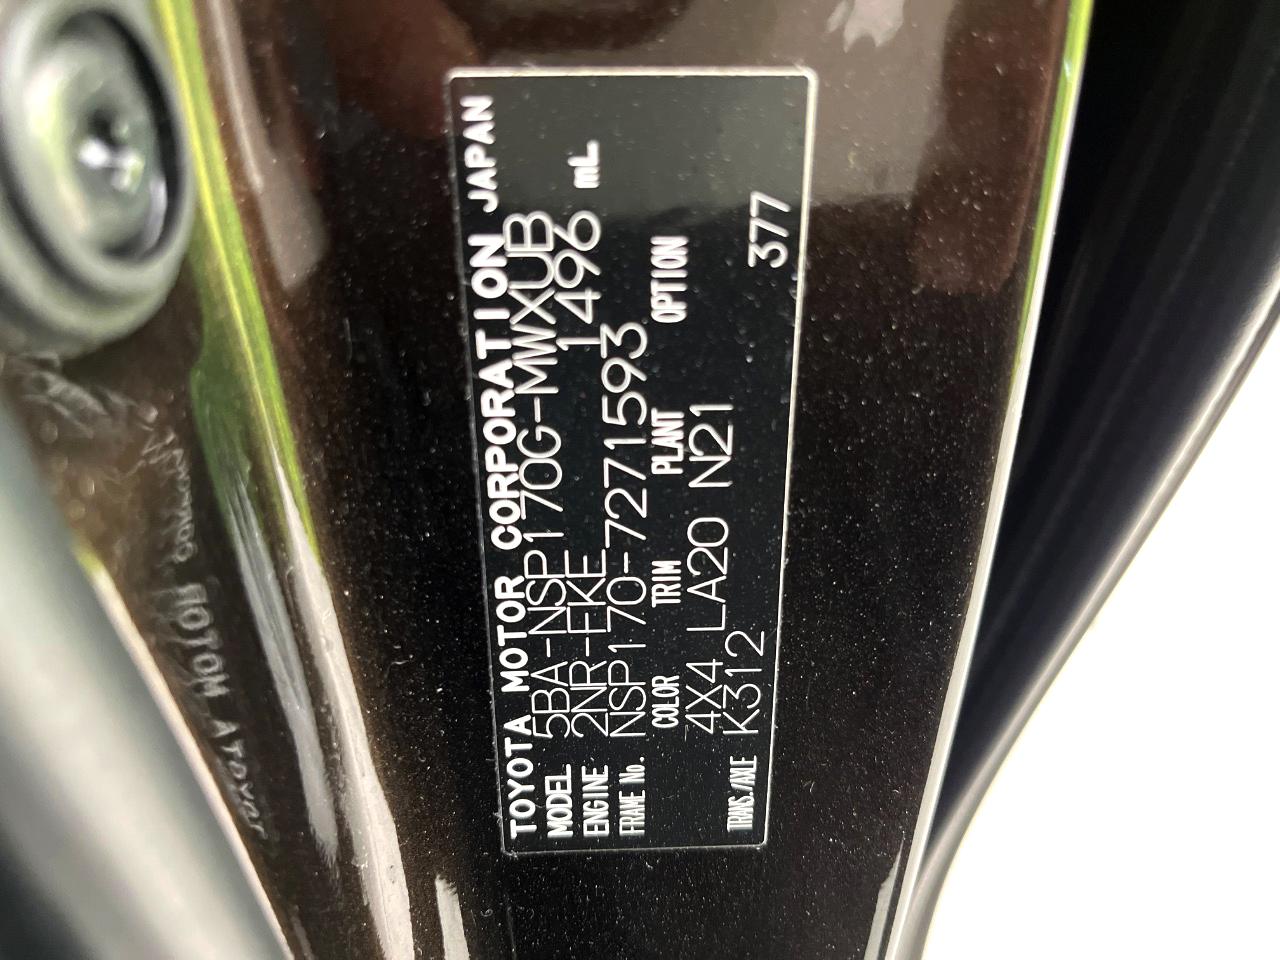 TOYOTA MOTOR CORPORATION JAPAN
MODEL 5BA-NSP170G-MWXUB
ENGINE 2NR-FKE 1496 mL
FRAME No. NSP170-7271593
COLOR TRIM PLANT OPTION
4X4 LA20 N21
TRANS./AXLE K312 377